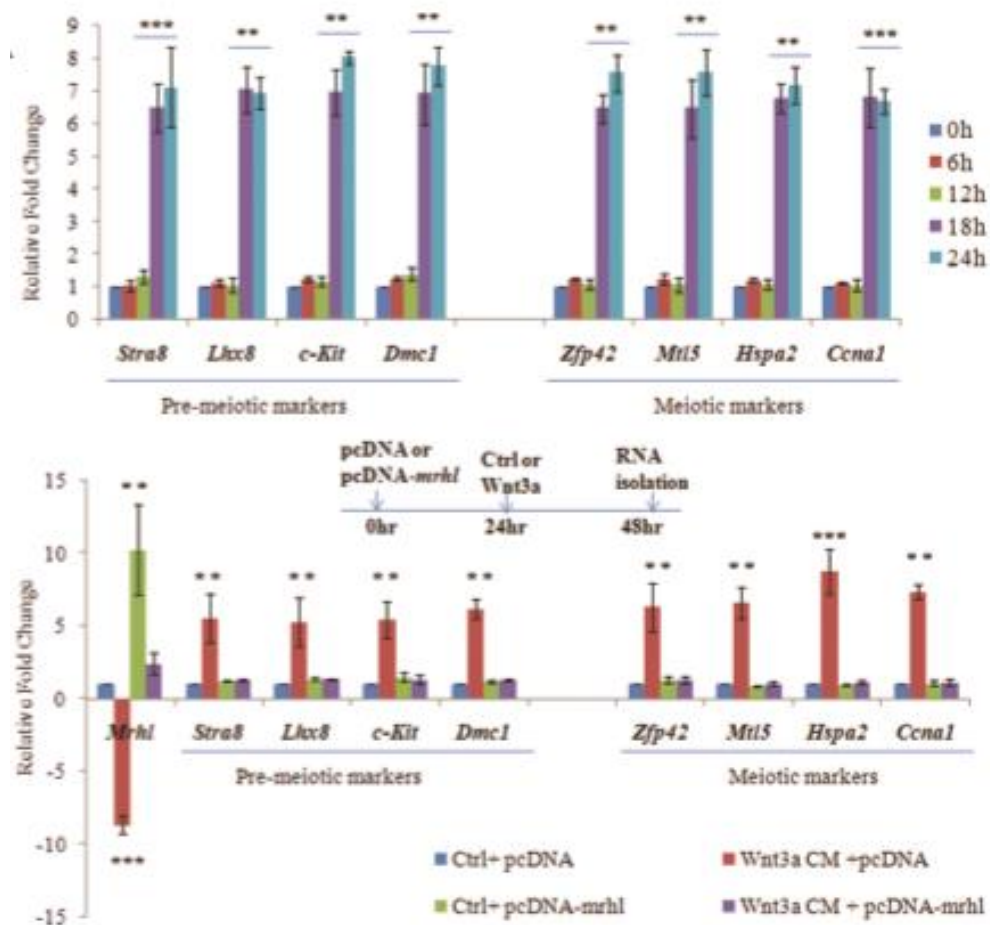 9
*** ** ** ** ** ** ** ***
8
7
6
5
4
3
2
1
0
Relative Fold Change
0h
6h
12h
18h
24h
Stra8 Lhx8 c-Kit Dmc1 Zfp42 Mtl5 Hspa2 Ccna1
Pre-meiotic markers Meiotic markers
pcDNA or
pcDNA-mrhl
Ctrl or
Wnt3a
RNA
isolation
0hr 24hr 48hr
15
10
5
0
-5
-10
-15
Relative Fold Change
** ** ** ** ** ** ** *** **
Mrhl Stra8 Lhx8 c-Kit Dmc1 Zfp42 Mtl5 Hspa2 Ccna1
Pre-meiotic markers Meiotic markers
***
Ctrl+ pcDNA Wnt3a CM +pcDNA
Ctrl+ pcDNA-mrhl Wnt3a CM + pcDNA-mrhl